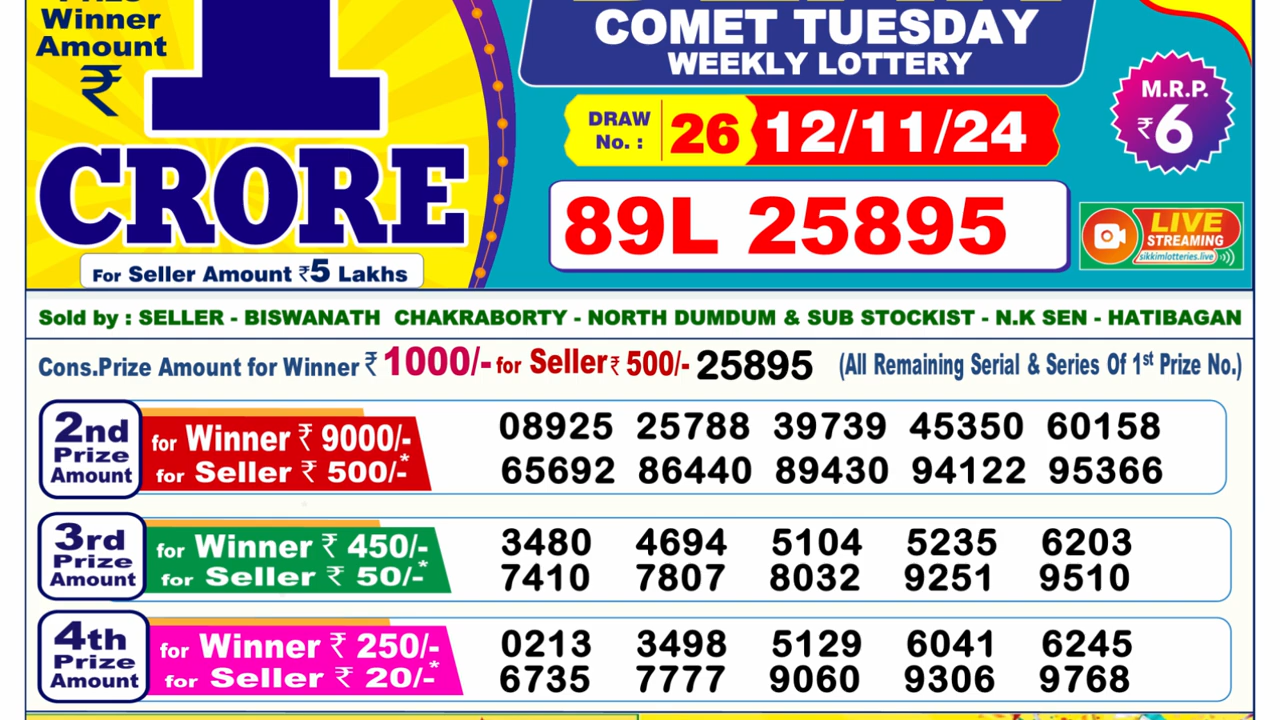 Winner
Amount
₹
1
CRORE
For Seller Amount ₹5 Lakhs
COMET TUESDAY
WEEKLY LOTTERY
DRAW
No. :
26
12/11/24
M.R.P.
₹6
89L 25895
LIVE
STREAMING
sikkimlotteries.live
Sold by : SELLER - BISWANATH CHAKRABORTY - NORTH DUMDUM & SUB STOCKIST - N.K SEN - HATIBAGAN
Cons.Prize Amount for Winner ₹ 1000/- for Seller ₹ 500/- 25895 (All Remaining Serial & Series Of 1st Prize No.)
2nd
Prize
Amount
for Winner ₹ 9000/-
for Seller ₹ 500/-*
08925 25788 39739 45350 60158
65692 86440 89430 94122 95366
3rd
Prize
Amount
for Winner ₹ 450/-
for Seller ₹ 50/-*
3480 4694 5104 5235 6203
7410 7807 8032 9251 9510
4th
Prize
Amount
for Winner ₹ 250/-
for Seller ₹ 20/-*
0213 3498 5129 6041 6245
6735 7777 9060 9306 9768